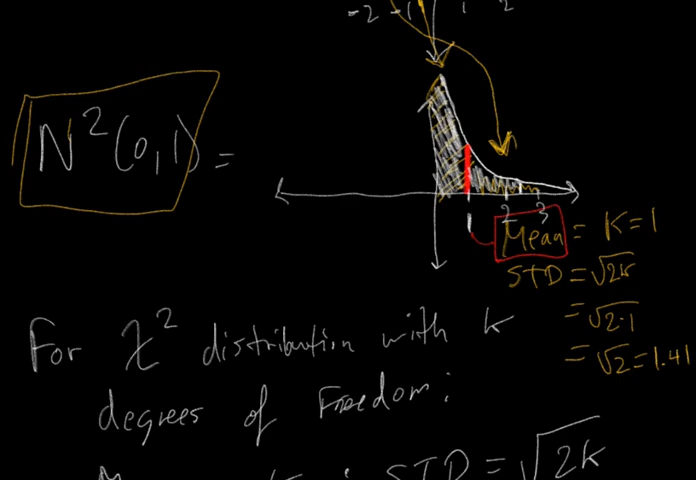 -2 -1 1 2
N²(0,1) =
1 2 3
Mean = K = 1
STD = √2K
= √2·1
= √2 = 1.41
For χ² distribution with k
degrees of Freedom:
STD = √2K